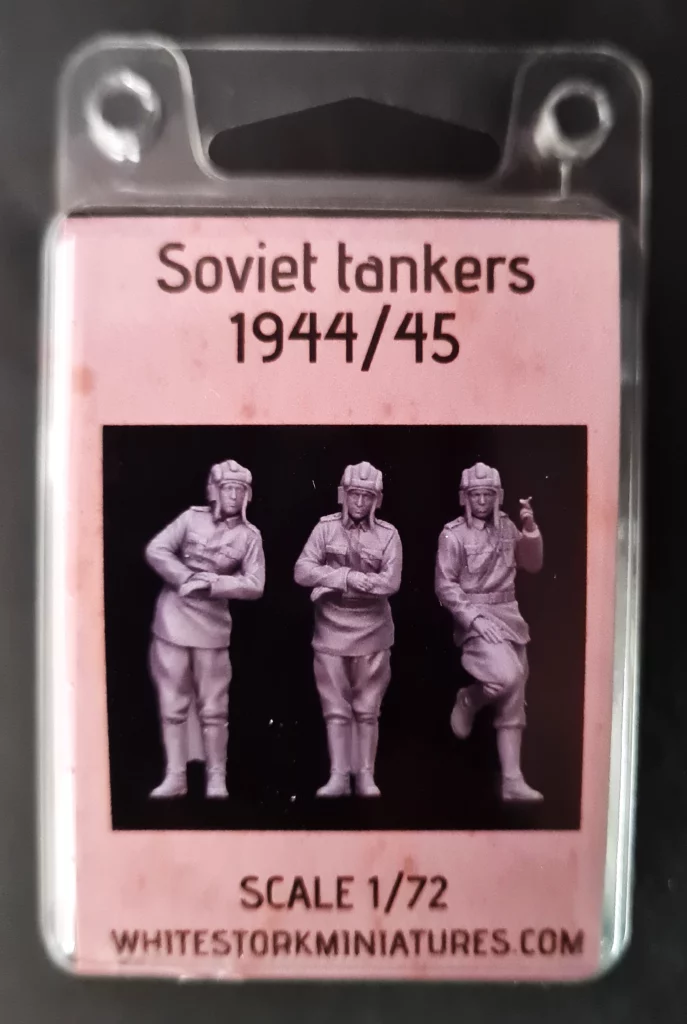 Soviet tankers
1944/45
SCALE 1/72
WHITESTORKMINIATURES.COM